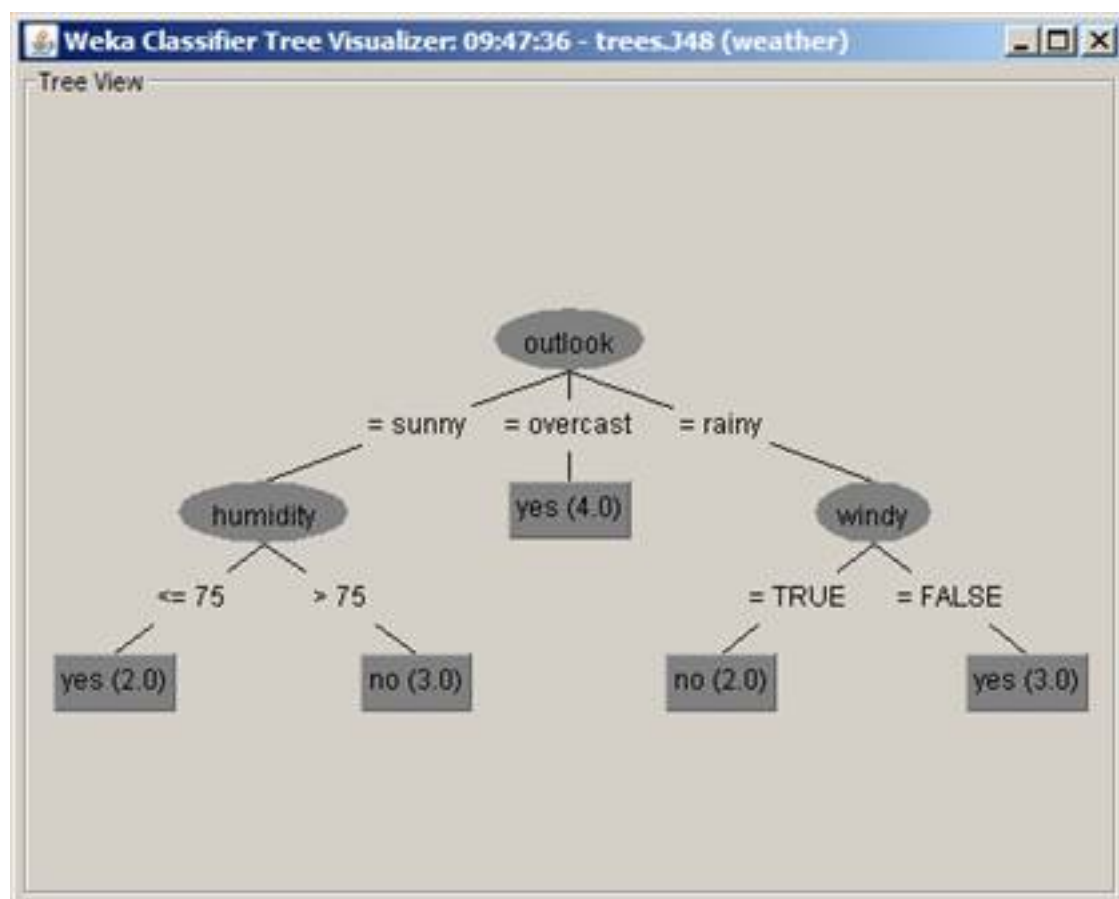 Weka Classifier Tree Visualizer: 09:47:36 - trees.J48 (weather)
Tree View
outlook
= sunny = overcast = rainy
humidity yes (4.0) windy
<= 75 > 75 = TRUE = FALSE
yes (2.0) no (3.0) no (2.0) yes (3.0)